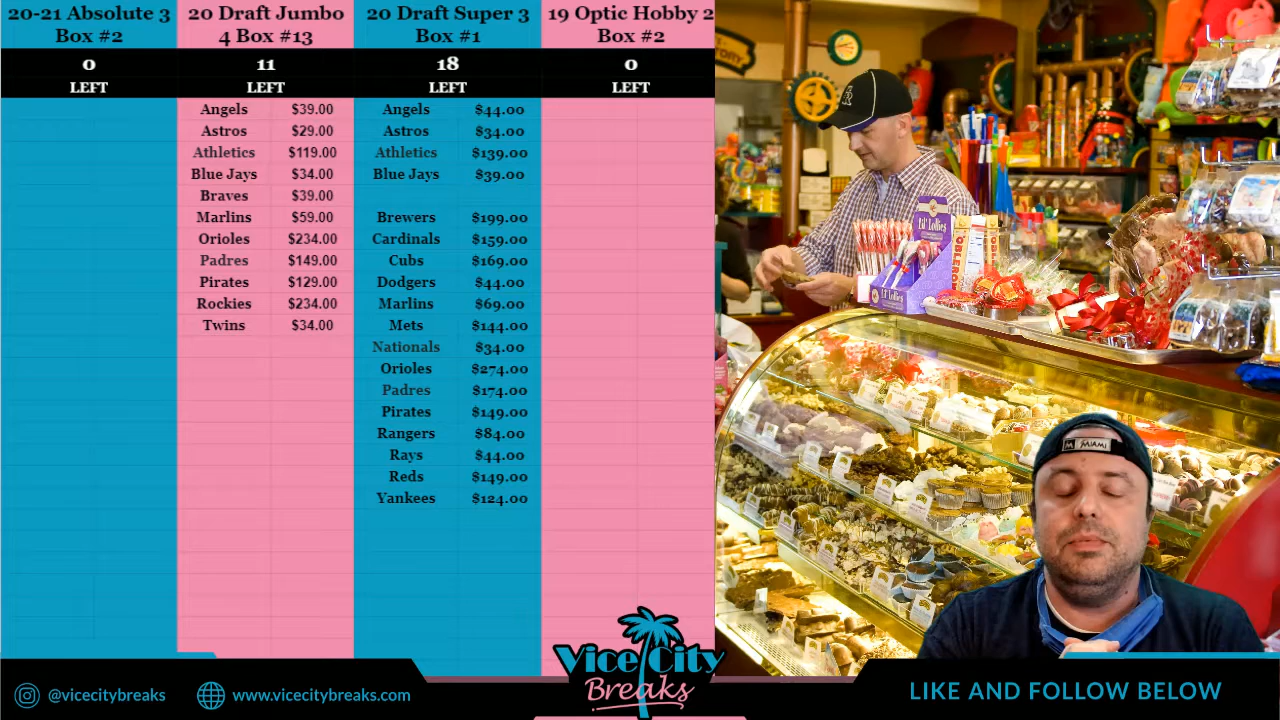 20-21 Absolute 3
Box #2
0
LEFT
20 Draft Jumbo
4 Box #13
11
LEFT
Angels $39.00
Astros $29.00
Athletics $119.00
Blue Jays $34.00
Braves $39.00
Marlins $59.00
Orioles $234.00
Padres $149.00
Pirates $129.00
Rockies $234.00
Twins $34.00
20 Draft Super 3
Box #1
18
LEFT
Angels $44.00
Astros $34.00
Athletics $139.00
Blue Jays $39.00
Brewers $199.00
Cardinals $159.00
Cubs $169.00
Dodgers $44.00
Marlins $69.00
Mets $144.00
Nationals $34.00
Orioles $274.00
Padres $174.00
Pirates $149.00
Rangers $84.00
Rays $44.00
Reds $149.00
Yankees $124.00
19 Optic Hobby 2
Box #2
0
LEFT
Lil' Lollies
Lil' Lollies
TOBLERONE
MIAMI
@vicecitybreaks
www.vicecitybreaks.com
Vice City
Breaks
LIKE AND FOLLOW BELOW